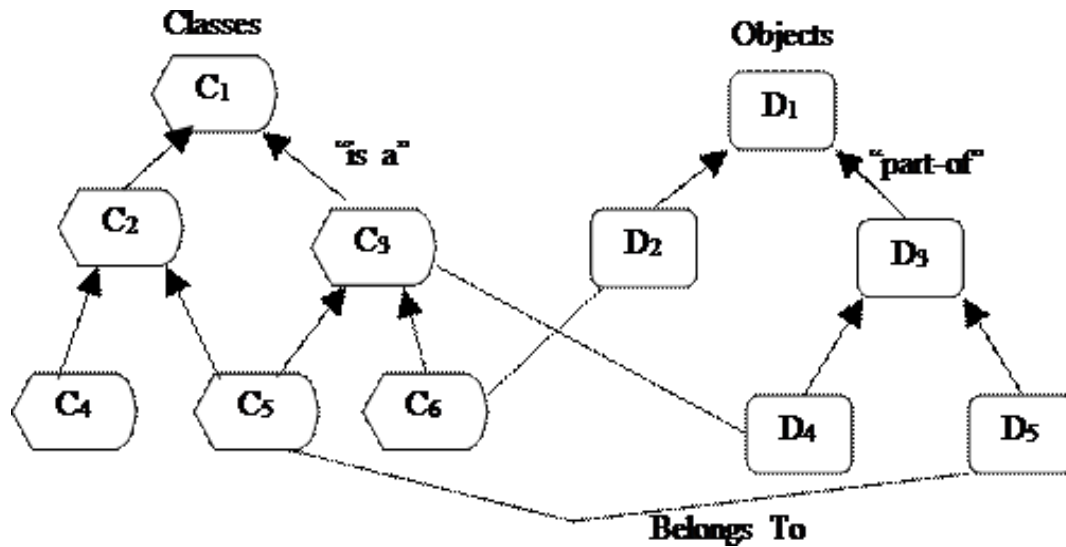 Classes
Objects
C1
D1
"is a"
"part-of"
C2
C3
D2
D3
C4
C5
C6
D4
D5
Belongs To